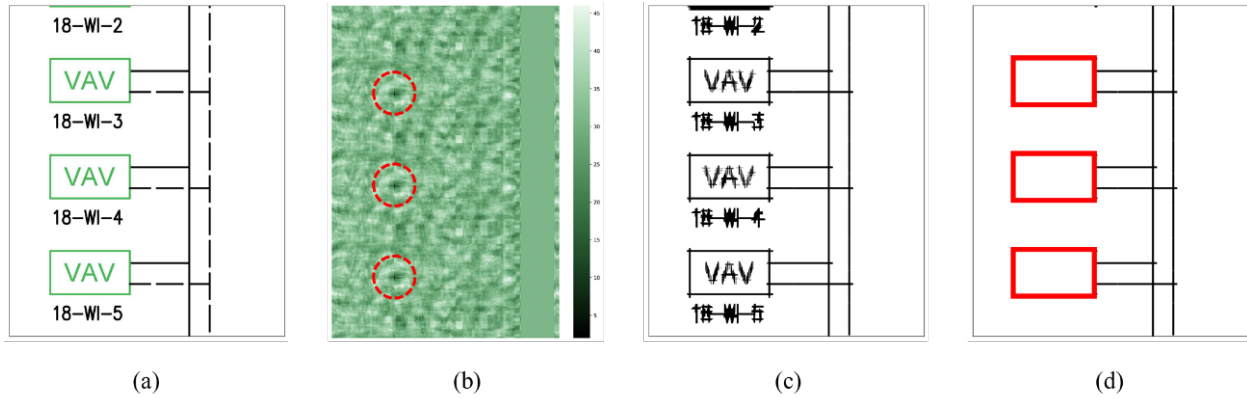 18-WI-2
VAV
18-WI-3
VAV
18-WI-4
VAV
18-WI-5
45
40
35
30
25
20
15
10
5
VAV
VAV
VAV
(a)
(b)
(c)
(d)